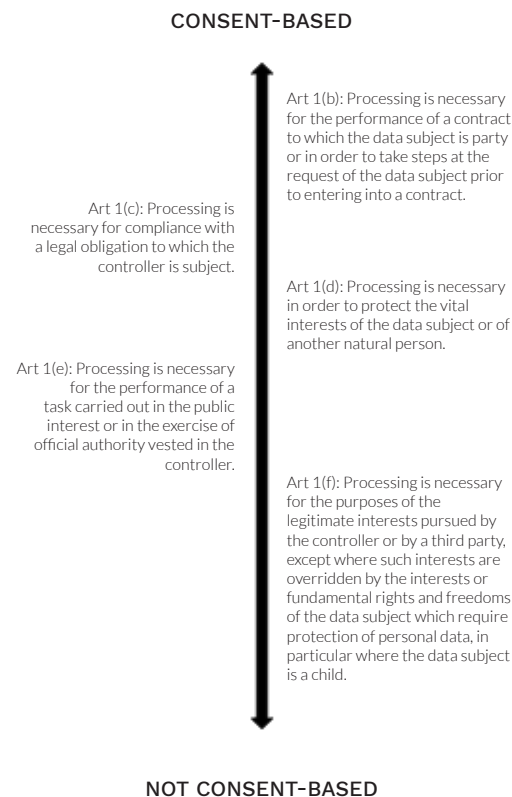 CONSENT-BASED
Art 1(b): Processing is necessary
for the performance of a contract
to which the data subject is party
or in order to take steps at the
request of the data subject prior
to entering into a contract.
Art 1(c): Processing is
necessary for compliance with
a legal obligation to which the
controller is subject.
Art 1(d): Processing is necessary
in order to protect the vital
interests of the data subject or of
another natural person.
Art 1(e): Processing is necessary
for the performance of a
task carried out in the public
interest or in the exercise of
official authority vested in the
controller.
Art 1(f): Processing is necessary
for the purposes of the
legitimate interests pursued by
the controller or by a third party,
except where such interests are
overridden by the interests or
fundamental rights and freedoms
of the data subject which require
protection of personal data, in
particular where the data subject
is a child.
NOT CONSENT-BASED